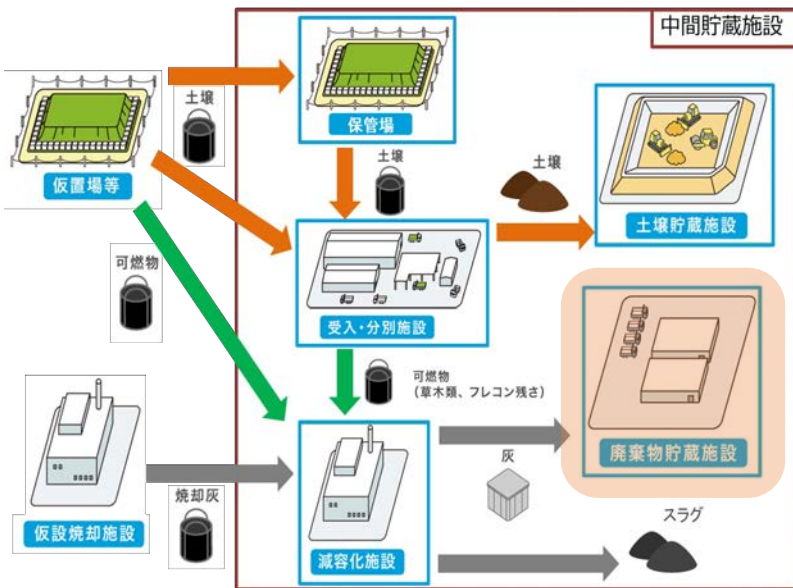 中間貯蔵施設
土壌
保管場
仮置場等
土壌
土壌
土壌貯蔵施設
可燃物
受入・分別施設
可燃物
(草木類、フレコン残さ)
廃棄物貯蔵施設
灰
焼却灰
スラグ
仮設焼却施設
減容化施設